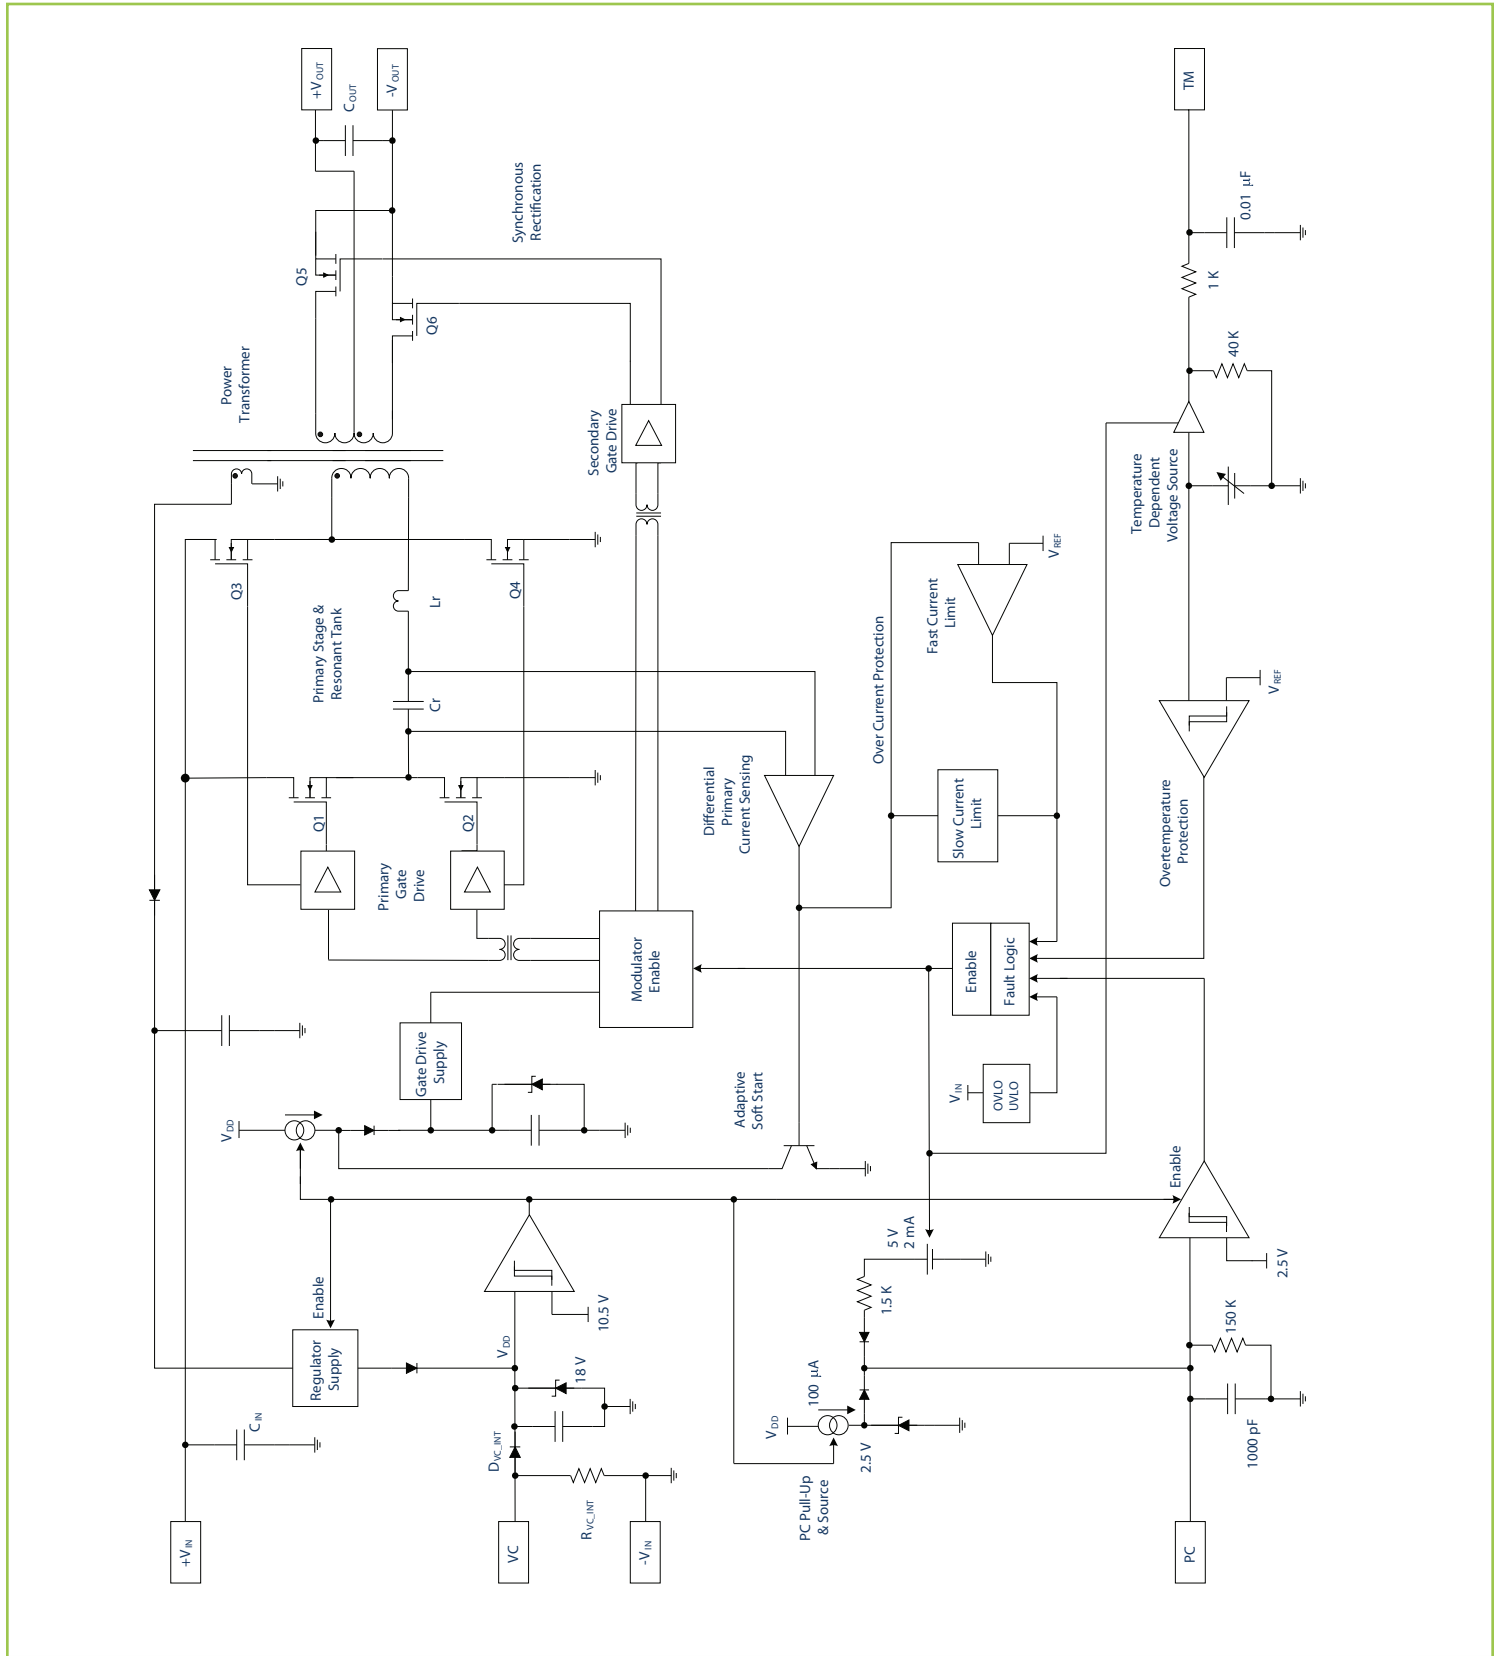 +VOUT
-VOUT
COUT
TM
Synchronous
Rectification
0.01 μF
Q5
Q6
1 K
Power
Transformer
40 K
Secondary
Gate Drive
Temperature
Dependent
Voltage Source
Q3
Q4
Primary Stage &
Resonant Tank
Lr
Cr
VREF
Fast Current
Limit
Over Current Protection
VREF
Q1
Q2
Differential
Primary
Current Sensing
Slow Current
Limit
Overtemperature
Protection
Primary
Gate
Drive
Modulator
Enable
Enable
Fault Logic
Gate Drive
Supply
VDD
Adaptive
Soft Start
VIN
OVLO
UVLO
Enable
5 V
2 mA
2.5 V
Enable
10.5 V
1.5 K
150 K
Regulator
Supply
VDD
18 V
100 μA
VDD
CIN
DVC_INT
2.5 V
1000 pF
RVC_INT
PC Pull-Up
& Source
+VIN
VC
-VIN
PC